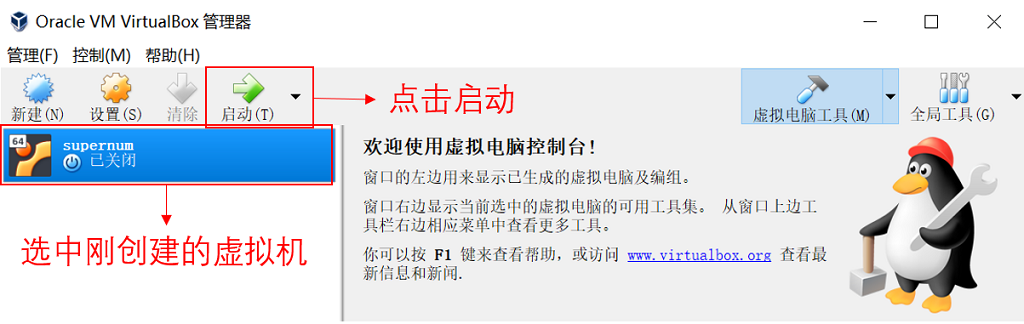 Oracle VM VirtualBox 管理器
管理(F) 控制(M) 帮助(H)
新建(N) 设置(S) 清除 启动(T)
点击启动
虚拟电脑工具(M) 全局工具(G)
64
supernum
已关闭
选中刚创建的虚拟机
欢迎使用虚拟电脑控制台!
窗口的左边用来显示已生成的虚拟电脑及编组。
窗口右边显示当前选中的虚拟电脑的可用工具集。 从窗口上边工
具栏右边相应菜单中查看更多工具。
你可以按 F1 键来查看帮助，或访问 www.virtualbox.org 查看最
新信息和新闻.